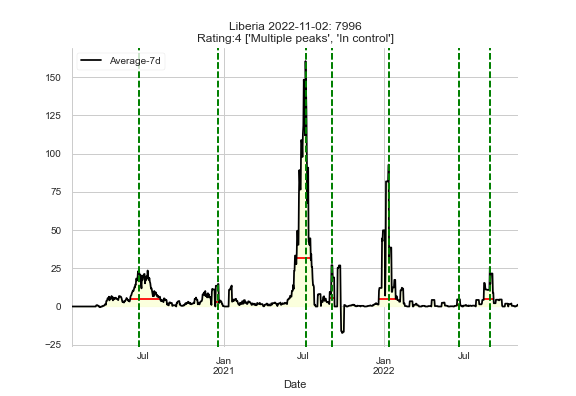 Liberia 2022-11-02: 7996
Rating:4 ['Multiple peaks', 'In control']
Average-7d
150
125
100
75
50
25
0
−25
Jul
Jan
2021
Jul
Jan
2022
Jul
Date